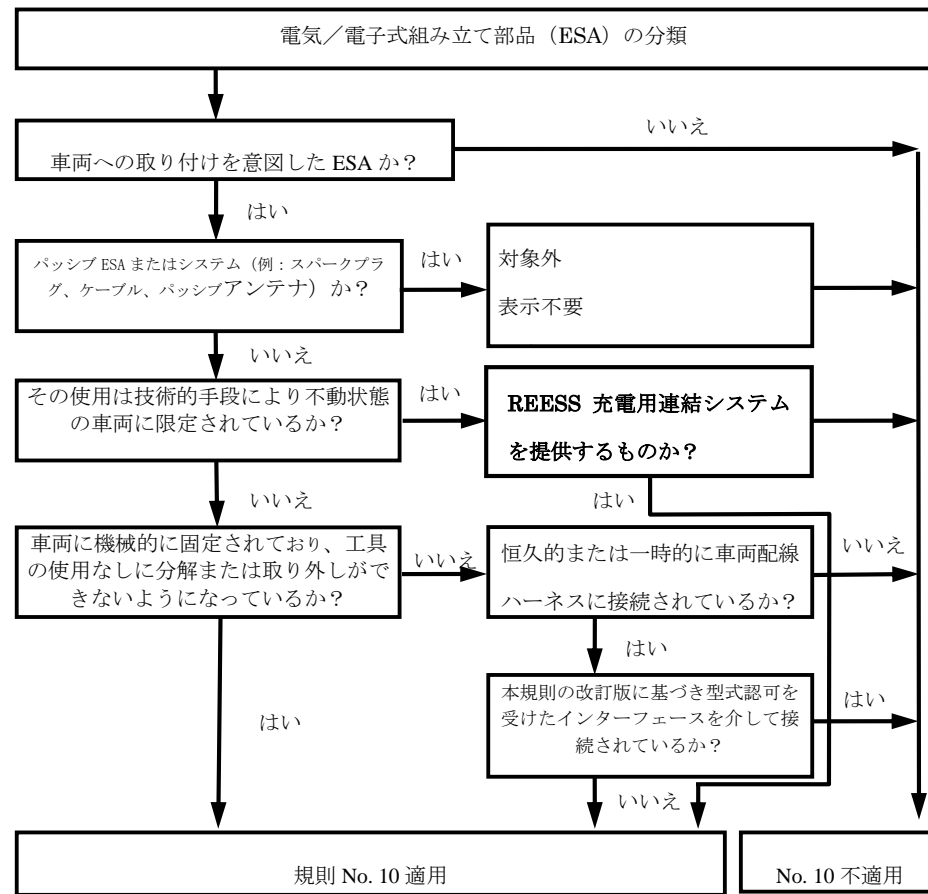 電気／電子式組み立て部品（ESA）の分類
いいえ
車両への取り付けを意図した ESA か？
はい
パッシブ ESA またはシステム（例：スパークプラ
グ、ケーブル、パッシブアンテナ）か？
はい
対象外
表示不要
いいえ
その使用は技術的手段により不動状態
の車両に限定されているか？
はい
REESS 充電用連結システム
を提供するものか？
いいえ
はい
車両に機械的に固定されており、工具
の使用なしに分解または取り外しがで
きないようになっているか？
いいえ
恒久的または一時的に車両配線
ハーネスに接続されているか？
いいえ
はい
本規則の改訂版に基づき型式認可を
受けたインターフェースを介して接
続されているか？
はい
はい
いいえ
規則 No. 10 適用
No. 10 不適用